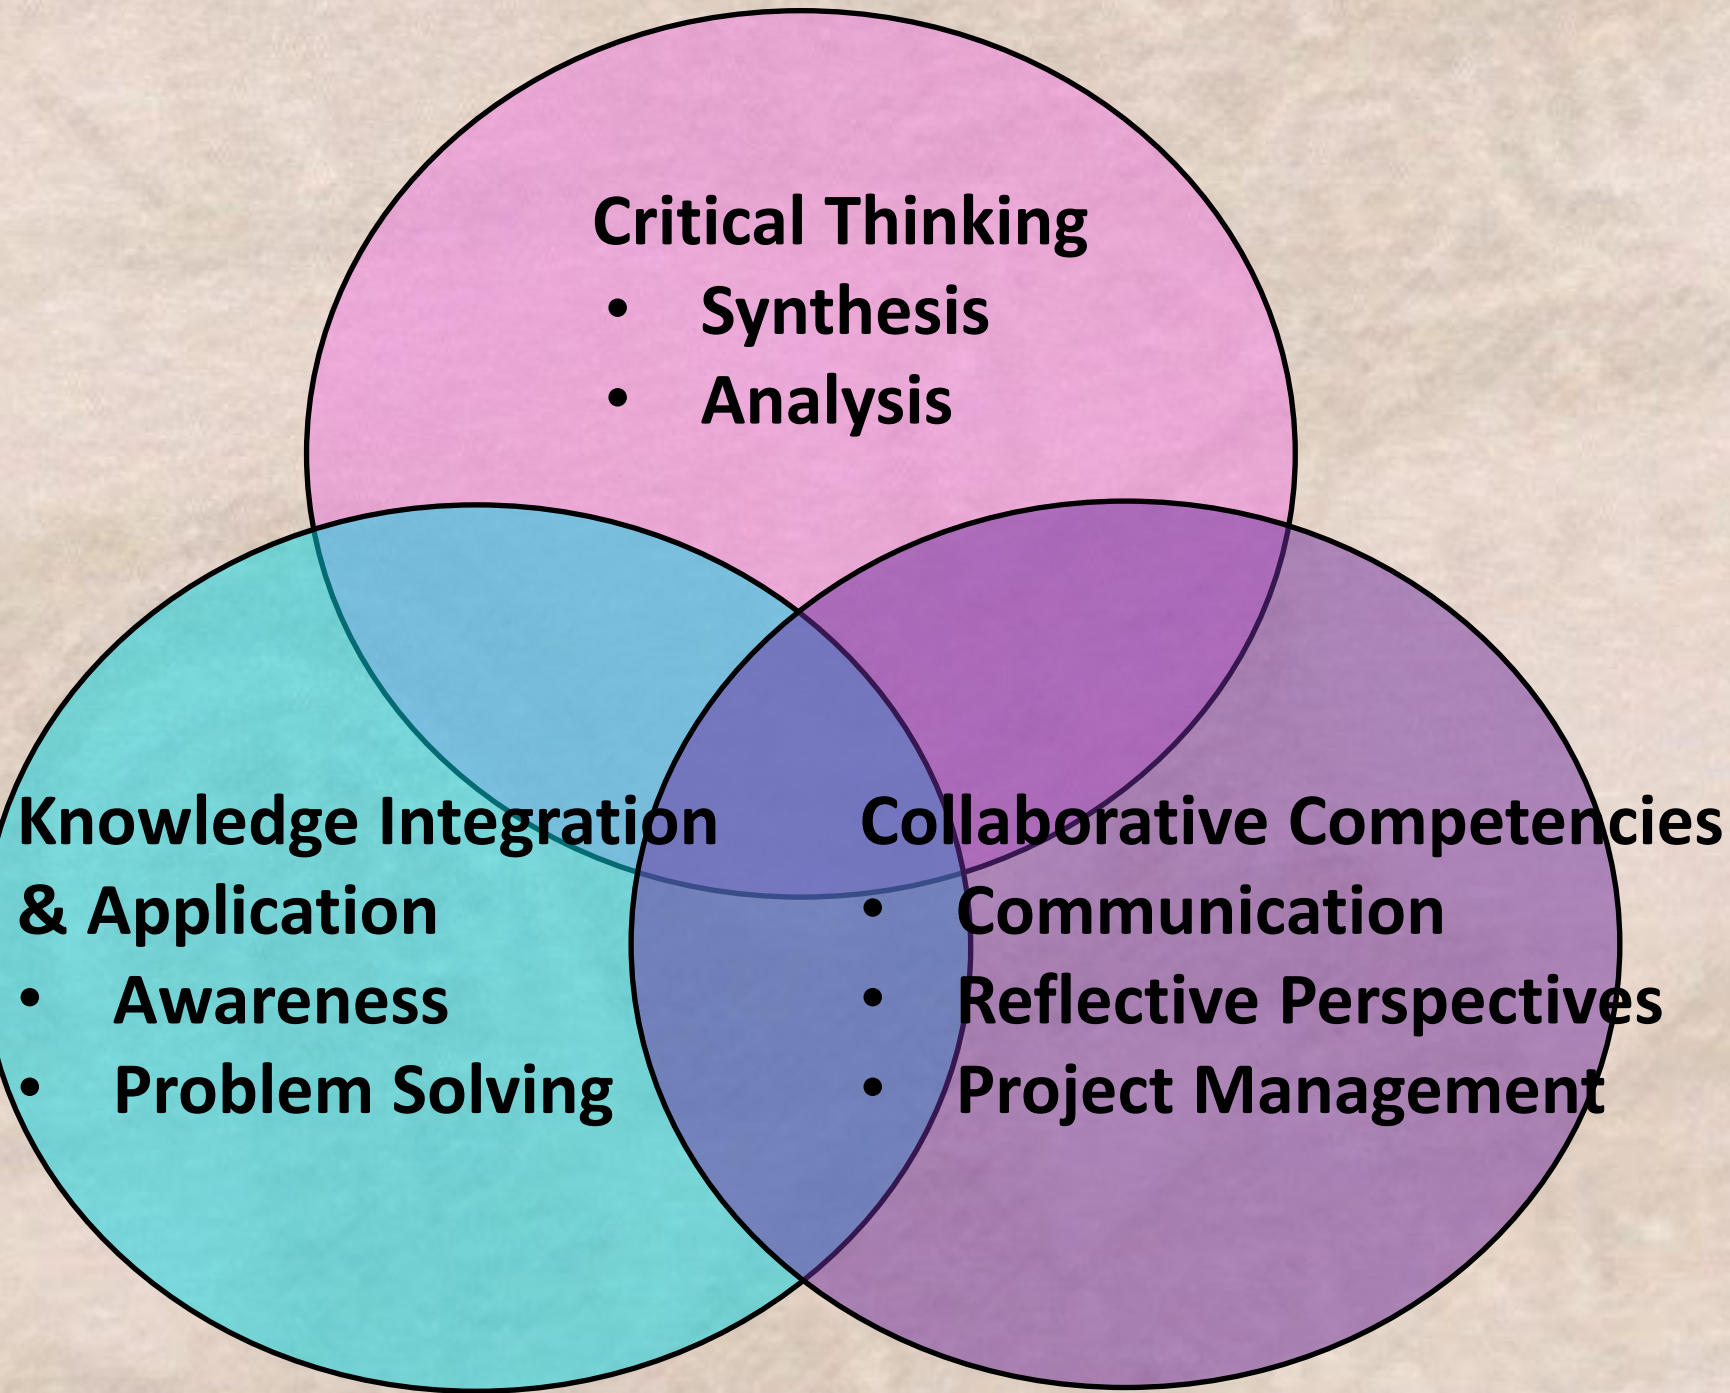 Critical Thinking
• Synthesis
• Analysis
Knowledge Integration
& Application
• Awareness
• Problem Solving
Collaborative Competencies
• Communication
• Reflective Perspectives
• Project Management